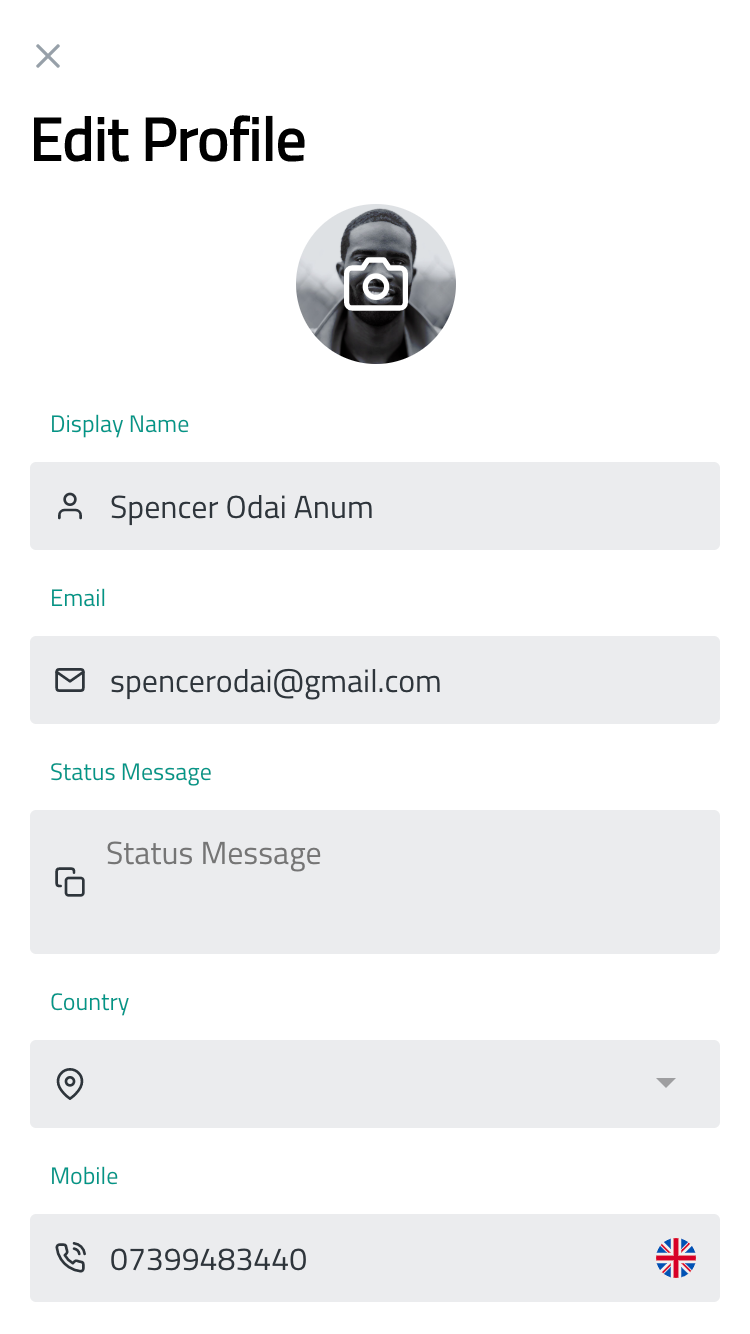 Edit Profile
Display Name
Spencer Odai Anum
Email
spencerodai@gmail.com
Status Message
Status Message
Country
Mobile
07399483440